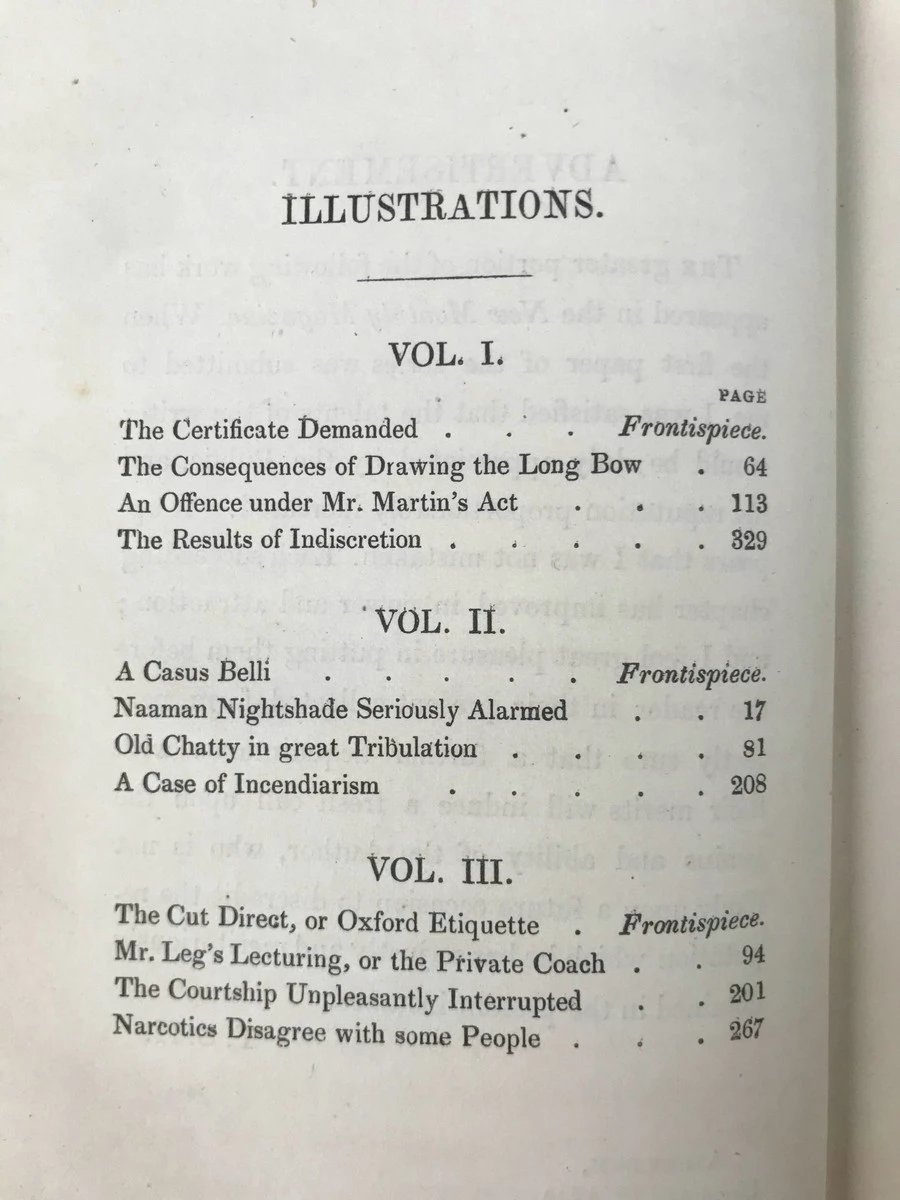 ILLUSTRATIONS.
VOL. I.
PAGE
The Certificate Demanded . . . Frontispiece.
The Consequences of Drawing the Long Bow . 64
An Offence under Mr. Martin's Act . . . 113
The Results of Indiscretion . . . . . 329
VOL. II.
A Casus Belli . . . . . Frontispiece.
Naaman Nightshade Seriously Alarmed . . 17
Old Chatty in great Tribulation . . . . 81
A Case of Incendiarism . . . . . 208
VOL. III.
The Cut Direct, or Oxford Etiquette . Frontispiece.
Mr. Leg's Lecturing, or the Private Coach . . 94
The Courtship Unpleasantly Interrupted . . 201
Narcotics Disagree with some People . . . 267